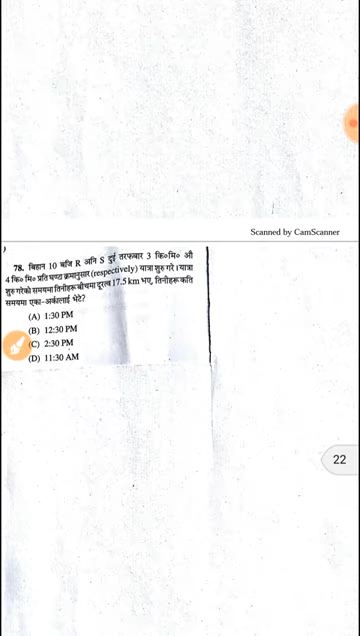 Scanned by CamScanner
78. बिहान 10 बजि R अनि S दुई तरफबार 3 कि०मि० औ
4 कि० मि० प्रति घण्टा क्रमानुसार (respectively) यात्रा शुरु गरे। यात्रा
शुरु गरेको समयमा तिनीहरू बीचमा दूरत्व 17.5 km भए, तिनीहरू कति
समयमा एका-अर्कालाई भेटे?
(A) 1:30 PM
(B) 12:30 PM
(C) 2:30 PM
(D) 11:30 AM
22